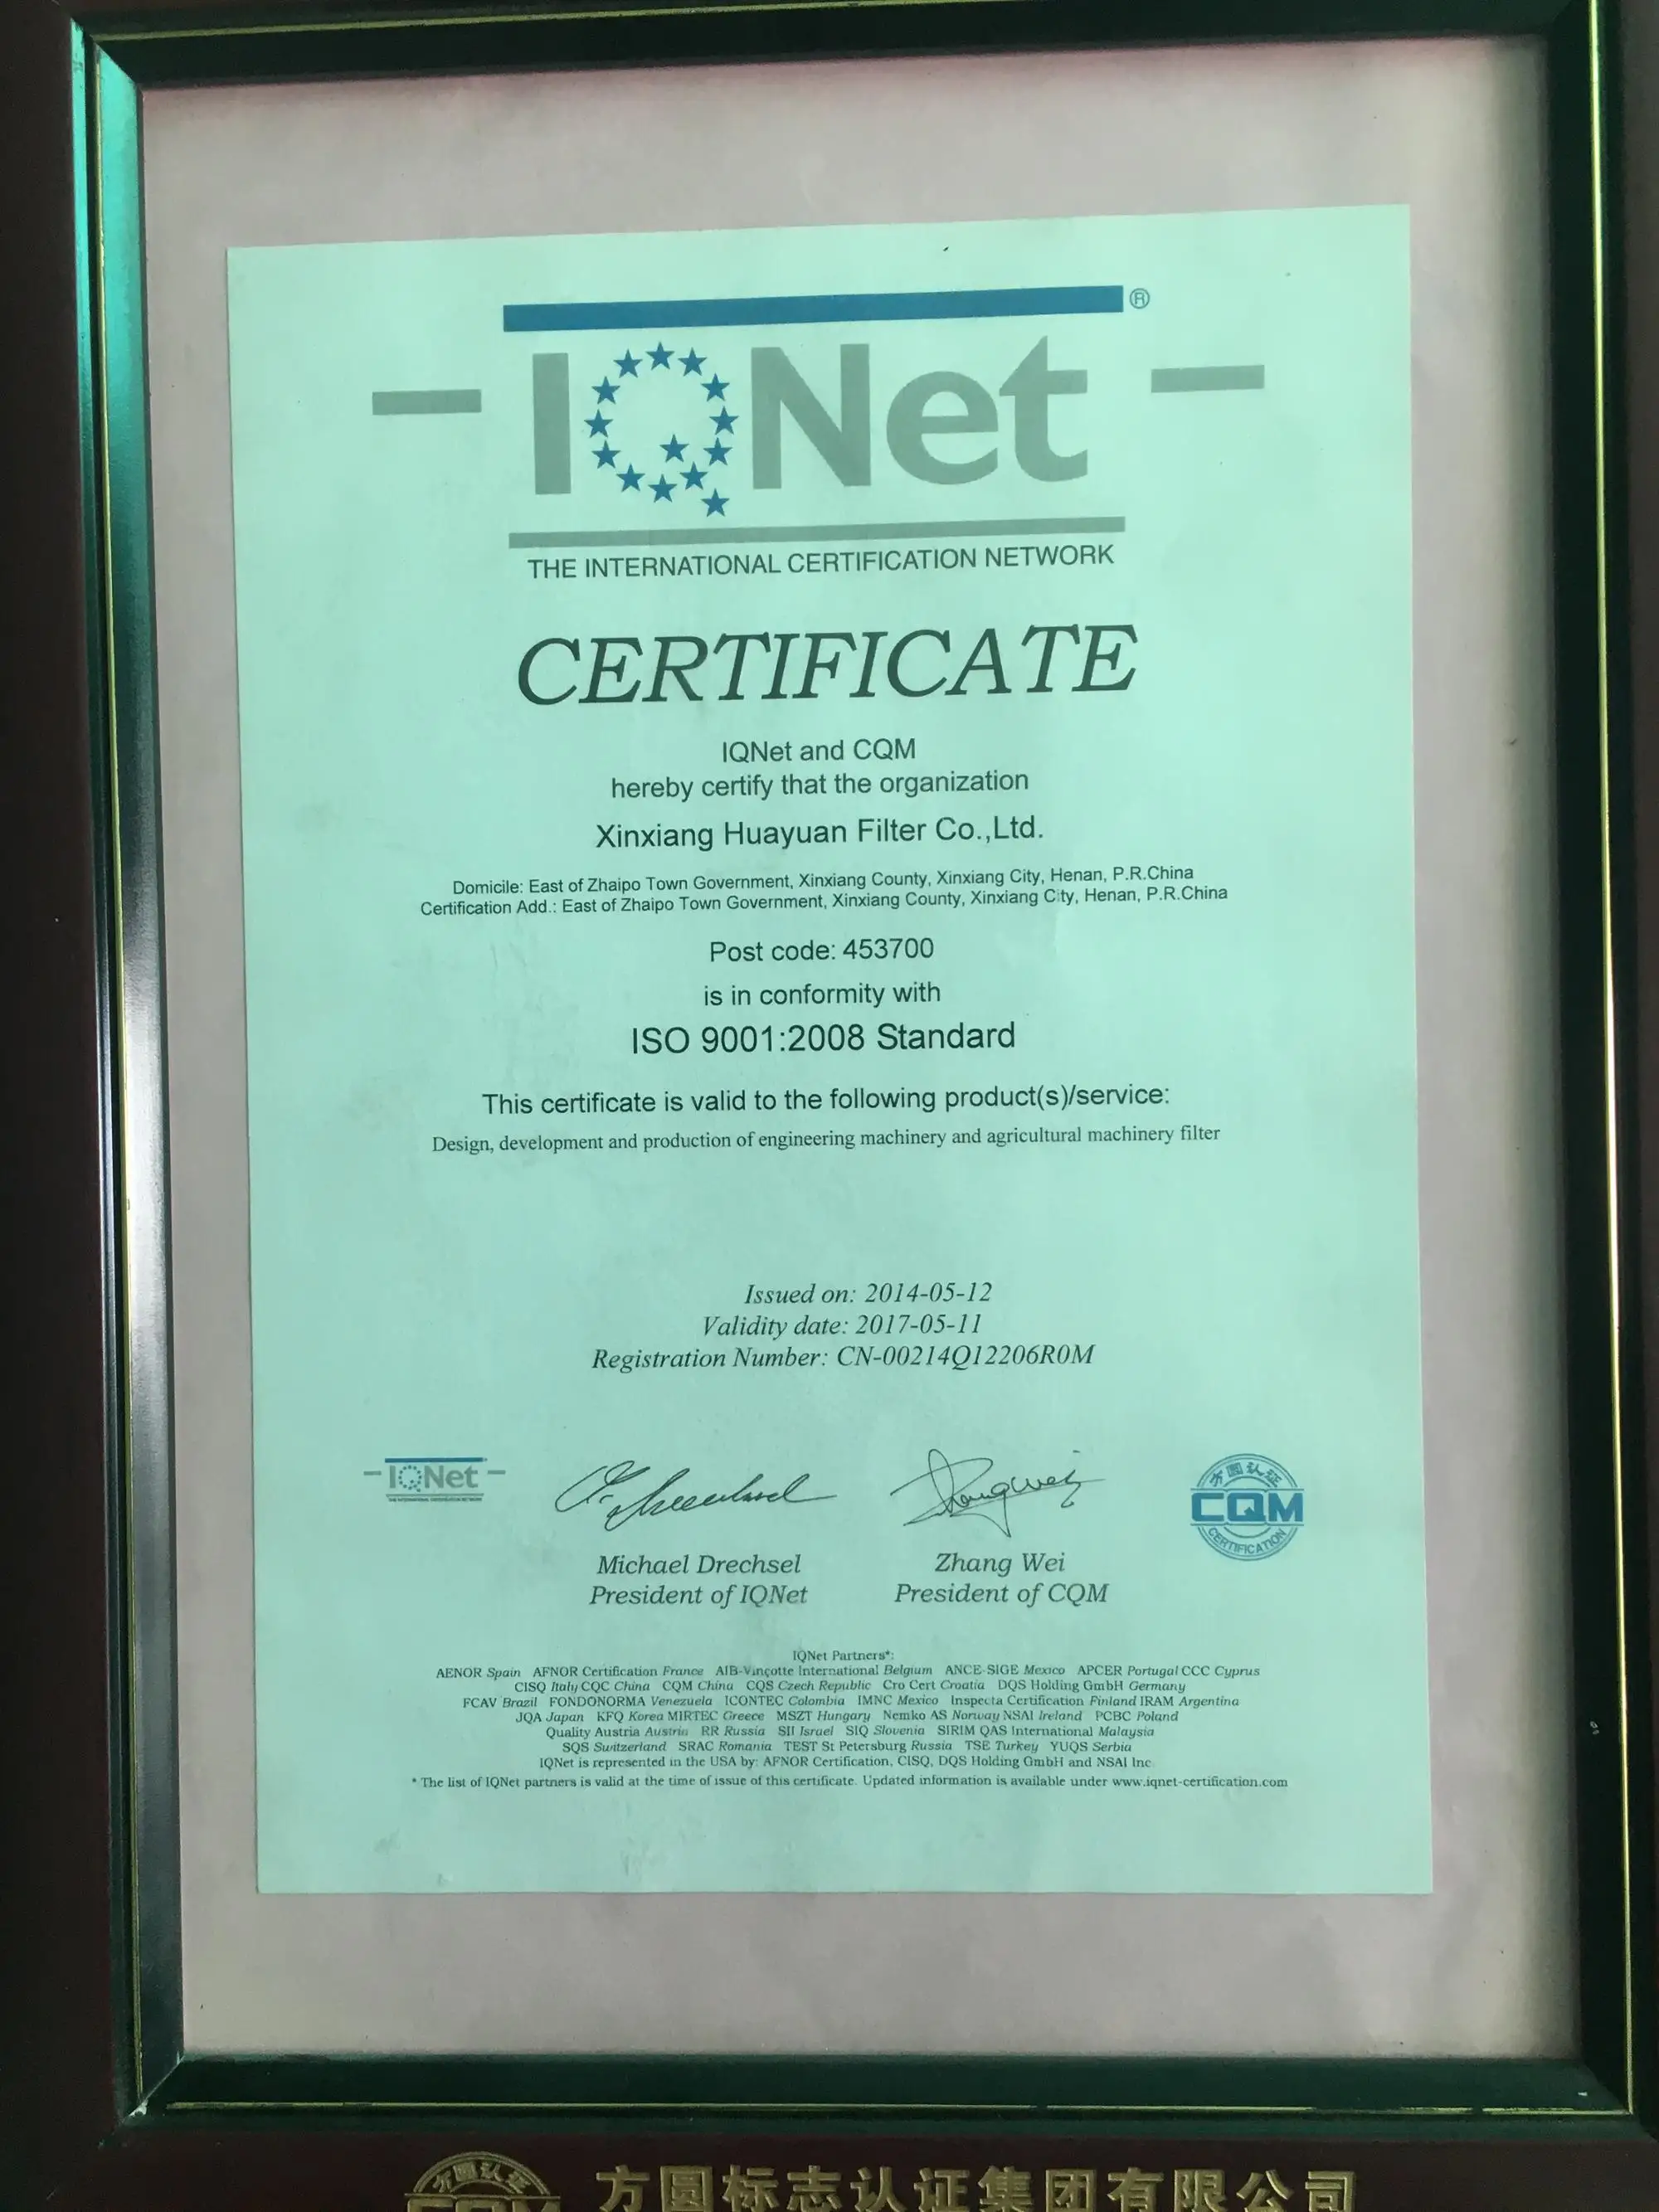 IQNet ®
THE INTERNATIONAL CERTIFICATION NETWORK
CERTIFICATE
IQNet and CQM
hereby certify that the organization
Xinxiang Huayuan Filter Co.,Ltd.
Domicile: East of Zhaipo Town Government, Xinxiang County, Xinxiang City, Henan, P.R.China
Certification Add.: East of Zhaipo Town Government, Xinxiang County, Xinxiang City, Henan, P.R.China
Post code: 453700
is in conformity with
ISO 9001:2008 Standard
This certificate is valid to the following product(s)/service:
Design, development and production of engineering machinery and agricultural machinery filter
Issued on: 2014-05-12
Validity date: 2017-05-11
Registration Number: CN-00214Q12206R0M
IQNet
方圆认证
CQM
CERTIFICATION
Michael Drechsel
President of IQNet
Zhang Wei
President of CQM
IQNet Partners*:
AENOR Spain AFNOR Certification France AIB-Vinçotte International Belgium ANCE-SIGE Mexico APCER Portugal CCC Cyprus
CISQ Italy CQC China CQM China CQS Czech Republic Cro Cert Croatia DQS Holding GmbH Germany
FCAV Brazil FONDONORMA Venezuela ICONTEC Colombia IMNC Mexico Inspecta Certification Finland IRAM Argentina
JQA Japan KFQ Korea MIRTEC Greece MSZT Hungary Nemko AS Norway NSAI Ireland PCBC Poland
Quality Austria Austria RR Russia SII Israel SIQ Slovenia SIRIM QAS International Malaysia
SQS Switzerland SRAC Romania TEST St Petersburg Russia TSE Turkey YUQS Serbia
IQNet is represented in the USA by: AFNOR Certification, CISQ, DQS Holding GmbH and NSAI Inc
* The list of IQNet partners is valid at the time of issue of this certificate. Updated information is available under www.iqnet-certification.com
方圆认证
CQM
方圆标志认证集团有限公司